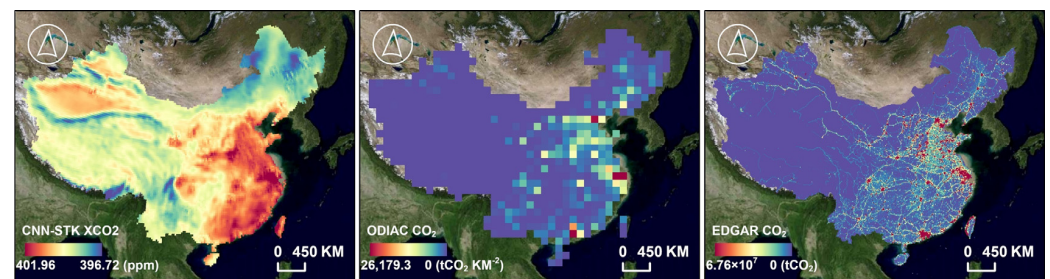 CNN-STK XCO2
401.96 396.72 (ppm)
0 450 KM
ODIAC CO₂
26,179.3 0 (tCO₂ KM⁻²)
0 450 KM
EDGAR CO₂
6.76×10⁷ 0 (tCO₂)
0 450 KM